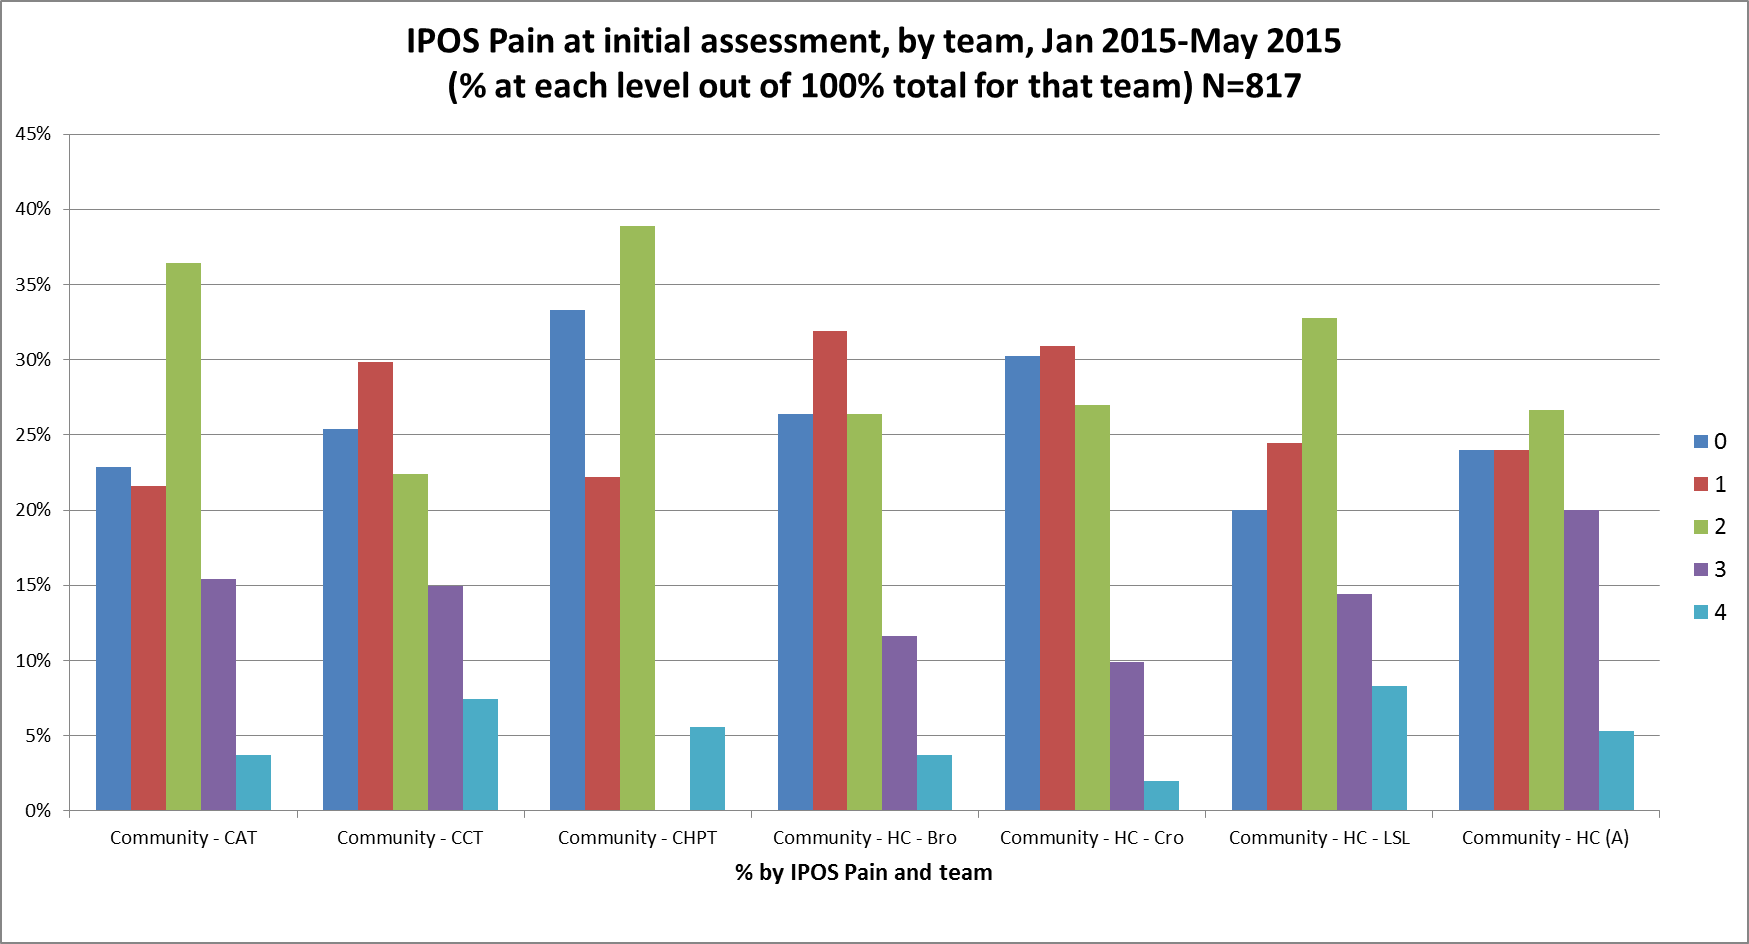 IPOS Pain at initial assessment, by team, Jan 2015-May 2015
(% at each level out of 100% total for that team) N=817
45%
40%
35%
30%
25%
20%
15%
10%
5%
0%
0
1
2
3
4
Community - CAT
Community - CCT
Community - CHPT
Community - HC - Bro
Community - HC - Cro
Community - HC - LSL
Community - HC (A)
% by IPOS Pain and team